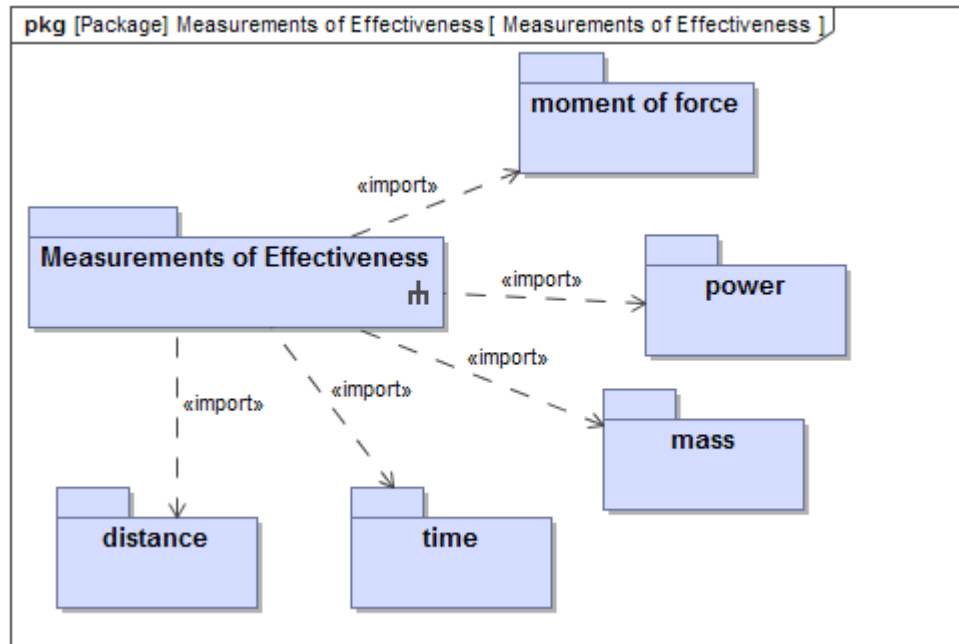 pkg [Package] Measurements of Effectiveness [ Measurements of Effectiveness ]
moment of force
«import»
Measurements of Effectiveness
«import»
power
«import»
mass
«import»
«import»
distance
time